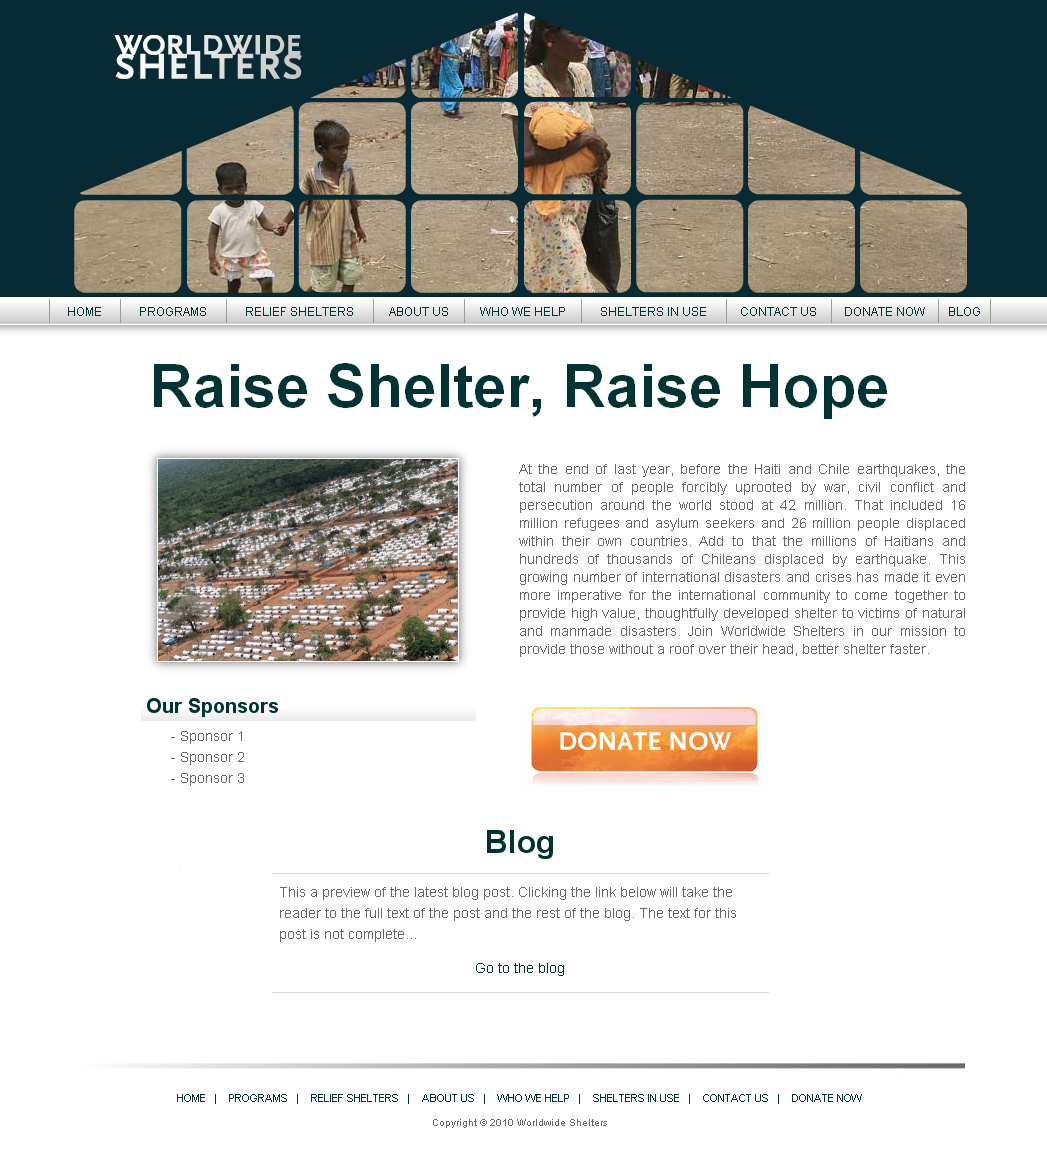 WORLDWIDE
SHELTERS
HOME PROGRAMS RELIEF SHELTERS ABOUT US WHO WE HELP SHELTERS IN USE CONTACT US DONATE NOW BLOG
Raise Shelter, Raise Hope
At the end of last year, before the Haiti and Chile earthquakes, the
total number of people forcibly uprooted by war, civil conflict and
persecution around the world stood at 42 million. That included 16
million refugees and asylum seekers and 26 million people displaced
within their own countries. Add to that the millions of Haitians and
hundreds of thousands of Chileans displaced by earthquake. This
growing number of international disasters and crises has made it even
more imperative for the international community to come together to
provide high value, thoughtfully developed shelter to victims of natural
and manmade disasters. Join Worldwide Shelters in our mission to
provide those without a roof over their head, better shelter faster.
Our Sponsors
- Sponsor 1
- Sponsor 2
- Sponsor 3
DONATE NOW
Blog
This a preview of the latest blog post. Clicking the link below will take the
reader to the full text of the post and the rest of the blog. The text for this
post is not complete...
Go to the blog
HOME | PROGRAMS | RELIEF SHELTERS | ABOUT US | WHO WE HELP | SHELTERS IN USE | CONTACT US | DONATE NOW
Copyright © 2010 Worldwide Shelters